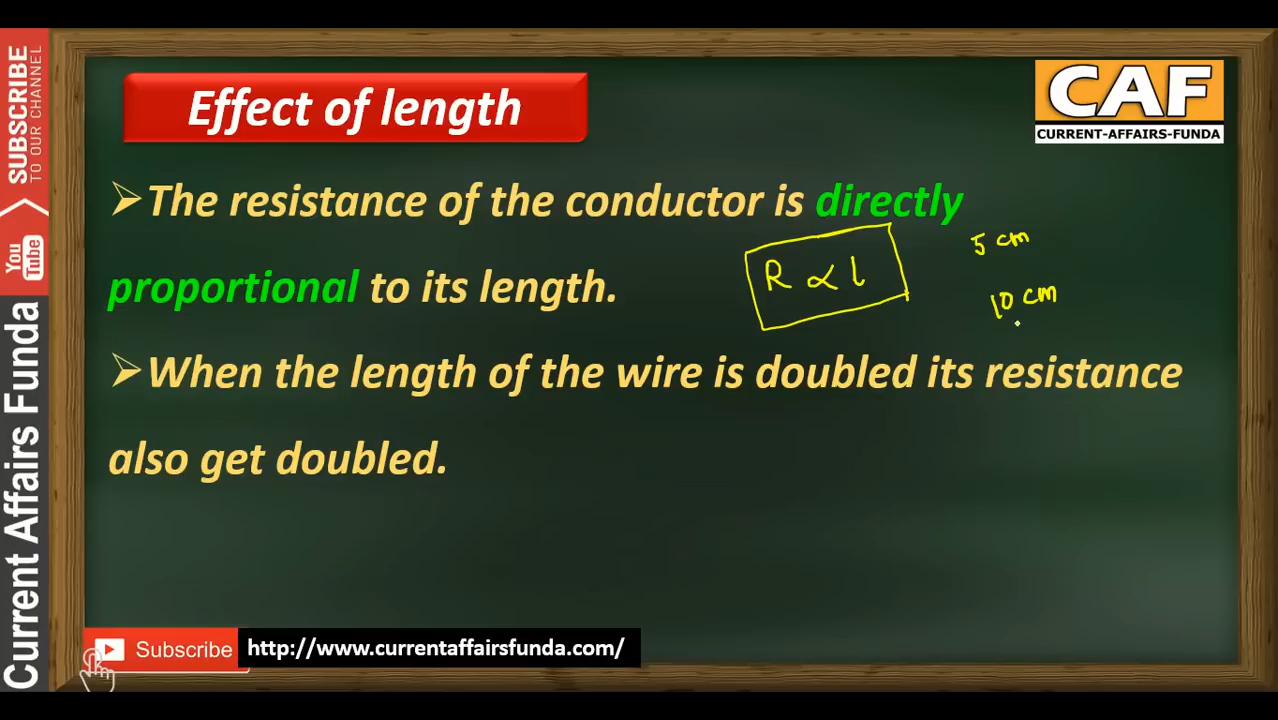 Effect of length
CAF
CURRENT-AFFAIRS-FUNDA
➢The resistance of the conductor is directly
proportional to its length.
R ∝ l
5 cm
10 cm
➢When the length of the wire is doubled its resistance
also get doubled.
SUBSCRIBE
TO OUR CHANNEL
You
Tube
Current Affairs Funda
Subscribe
http://www.currentaffairsfunda.com/